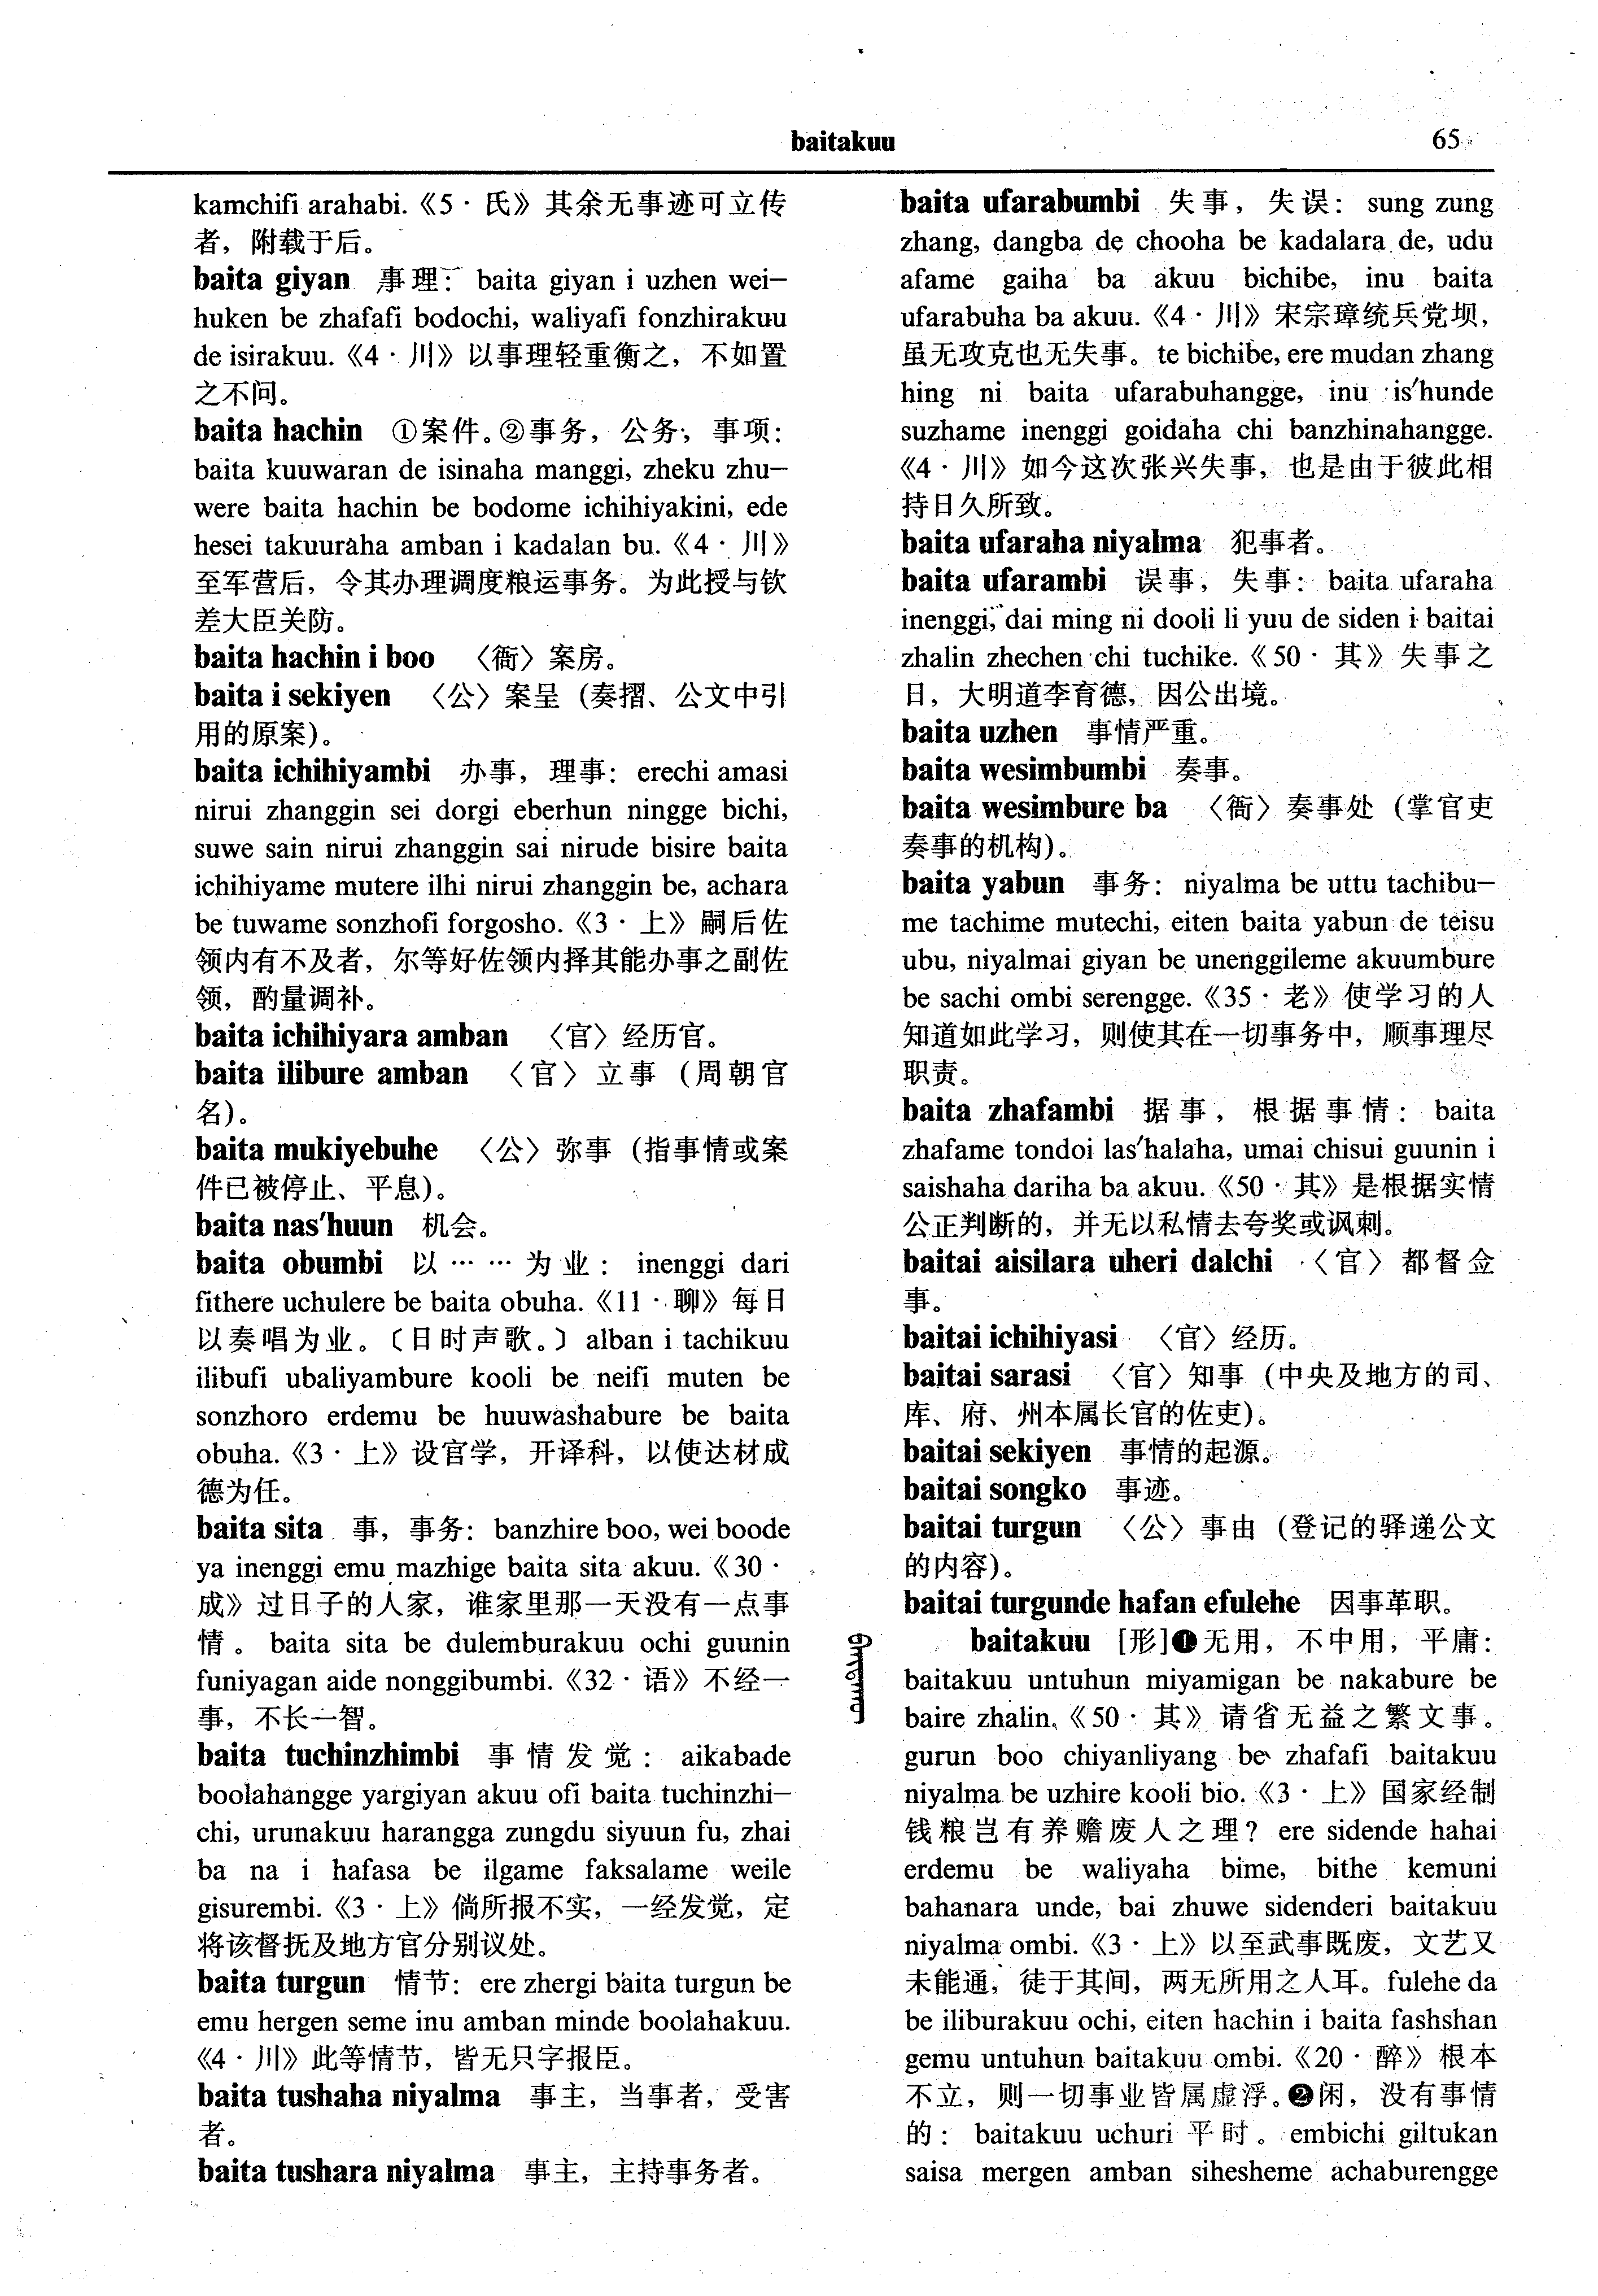 baitakuu
65
kamchifi arahabi.《5·氏》其余无事迹可立传
者，附载于后。
baita giyan 事理： baita giyan i uzhen wei-
huken be zhafafi bodochi, waliyafi fonzhirakuu
de isirakuu.《4·川》以事理轻重衡之，不如置
之不问。
baita hachin ①案件。②事务，公务，事项：
baita kuuwaran de isinaha manggi, zheku zhu-
were baita hachin be bodome ichihiyakini, ede
hesei takuuraha amban i kadalan bu.《4·川》
至军营后，令其办理调度粮运事务。为此授与钦
差大臣关防。
baita hachin i boo 〈衙〉案房。
baita i sekiyen 〈公〉案呈（奏摺、公文中引
用的原案）。
baita ichihiyambi 办事，理事： erechi amasi
nirui zhanggin sei dorgi eberhun ningge bichi,
suwe sain nirui zhanggin sai nirude bisire baita
ichihiyame mutere ilhi nirui zhanggin be, achara
be tuwame sonzhofi forgosho.《3·上》嗣后佐
领内有不及者，尔等好佐领内择其能办事之副佐
领，酌量调补。
baita ichihiyara amban 〈官〉经历官。
baita ilibure amban 〈官〉立事（周朝官
名）。
baita mukiyebuhe 〈公〉弥事（指事情或案
件已被停止、平息）。
baita nas'huun 机会。
baita obumbi 以……为业： inenggi dari
fithere uchulere be baita obuha.《11·聊》每日
以奏唱为业。〔日时声歌。〕alban i tachikuu
ilibufi ubaliyambure kooli be neifi muten be
sonzhoro erdemu be huuwashabure be baita
obuha.《3·上》设官学，开译科，以使达材成
德为任。
baita sita 事，事务： banzhire boo, wei boode
ya inenggi emu mazhige baita sita akuu.《30·
成》过日子的人家，谁家里那一天没有一点事
情。 baita sita be dulemburakuu ochi guunin
funiyagan aide nonggibumbi.《32·语》不经一
事，不长一智。
baita tuchinzhimbi 事情发觉： aikabade
boolahangge yargiyan akuu ofi baita tuchinzhi-
chi, urunakuu harangga zungdu siyuun fu, zhai
ba na i hafasa be ilgame faksalame weile
gisurembi.《3·上》倘所报不实，一经发觉，定
将该督抚及地方官分别议处。
baita turgun 情节： ere zhergi baita turgun be
emu hergen seme inu amban minde boolahakuu.
《4·川》此等情节，皆无只字报臣。
baita tushaha niyalma 事主，当事者，受害
者。
baita tushara niyalma 事主，主持事务者。
baita ufarabumbi 失事，失误： sung zung
zhang, dangba de chooha be kadalara de, udu
afame gaiha ba akuu bichibe, inu baita
ufarabuha ba akuu.《4·川》宋宗璋统兵党坝，
虽无攻克也无失事。te bichibe, ere mudan zhang
hing ni baita ufarabuhangge, inu is'hunde
suzhame inenggi goidaha chi banzhinahangge.
《4·川》如今这次张兴失事，也是由于彼此相
持日久所致。
baita ufaraha niyalma 犯事者。
baita ufarambi 误事，失事： baita ufaraha
inenggi, dai ming ni dooli li yuu de siden i baitai
zhalin zhechen chi tuchike.《50·其》失事之
日，大明道李育德，因公出境。
baita uzhen 事情严重。
baita wesimbumbi 奏事。
baita wesimbure ba 〈衙〉奏事处（掌官吏
奏事的机构）。
baita yabun 事务： niyalma be uttu tachibu-
me tachime mutechi, eiten baita yabun de teisu
ubu, niyalmai giyan be unenggileme akuumbure
be sachi ombi serengge.《35·老》使学习的人
知道如此学习，则使其在一切事务中，顺事理尽
职责。
baita zhafambi 据事，根据事情： baita
zhafame tondoi las'halaha, umai chisui guunin i
saishaha dariha ba akuu.《50·其》是根据实情
公正判断的，并无以私情去夸奖或讽刺。
baitai aisilara uheri dalchi 〈官〉都督佥
事。
baitai ichihiyasi 〈官〉经历。
baitai sarasi 〈官〉知事（中央及地方的司、
库、府、州本属长官的佐吏）。
baitai sekiyen 事情的起源。
baitai songko 事迹。
baitai turgun 〈公〉事由（登记的驿递公文
的内容）。
baitai turgunde hafan efulehe 因事革职。
baitakuu [形]❶无用，不中用，平庸：
baitakuu untuhun miyamigan be nakabure be
baire zhalin.《50·其》请省无益之繁文事。
gurun boo chiyanliyang be zhafafi baitakuu
niyalma be uzhire kooli bio.《3·上》国家经制
钱粮岂有养赡废人之理？ ere sidende hahai
erdemu be waliyaha bime, bithe kemuni
bahanara unde, bai zhuwe sidenderi baitakuu
niyalma ombi.《3·上》以至武事既废，文艺又
未能通，徒于其间，两无所用之人耳。fulehe da
be iliburakuu ochi, eiten hachin i baita fashshan
gemu untuhun baitakuu ombi.《20·醉》根本
不立，则一切事业皆属虚浮。❷闲，没有事情
的： baitakuu uchuri 平时。 embichi giltukan
saisa mergen amban sihesheme achaburengge